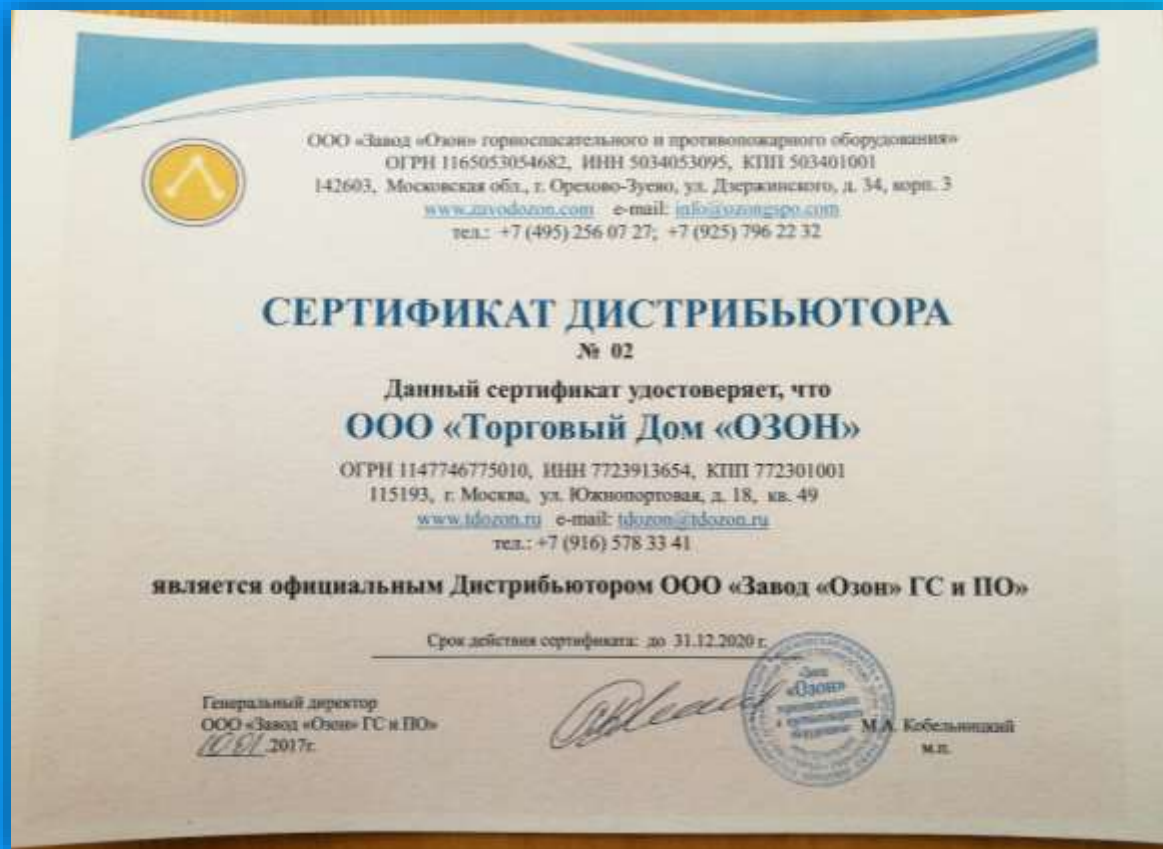 ООО «Завод «Озон» горноспасательного и противопожарного оборудования»
ОГРН 1165053054682, ИНН 5034053095, КПП 503401001
142603, Московская обл., г. Орехово-Зуево, ул. Дзержинского, д. 34, корп. 3
www.zavodozon.com e-mail: info@ozongspo.com
тел.: +7 (495) 256 07 27; +7 (925) 796 22 32
СЕРТИФИКАТ ДИСТРИБЬЮТОРА
№ 02
Данный сертификат удостоверяет, что
ООО «Торговый Дом «ОЗОН»
ОГРН 1147746775010, ИНН 7723913654, КПП 772301001
115193, г. Москва, ул. Южнопортовая, д. 18, кв. 49
www.tdozon.ru e-mail: tdozon@tdozon.ru
тел.: +7 (916) 578 33 41
является официальным Дистрибьютором ООО «Завод «Озон» ГС и ПО»
Срок действия сертификата: до 31.12.2020 г.
Генеральный директор
ООО «Завод «Озон» ГС и ПО»
10.01.2017г.
«Завод
«Озон»
М.А. Кобельницкий
м.п.